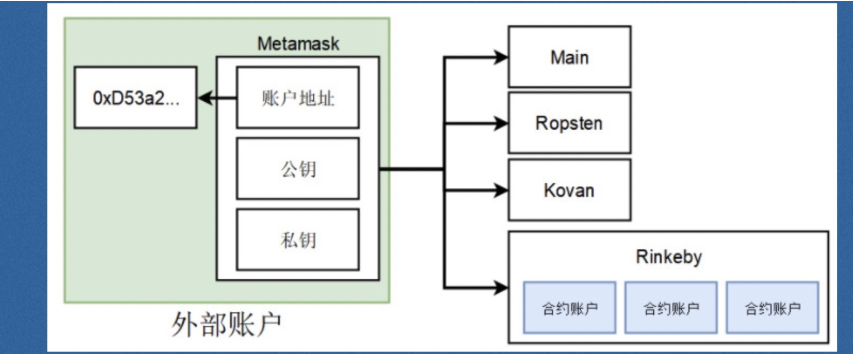 Metamask
0xD53a2...
账户地址
公钥
私钥
外部账户
Main
Ropsten
Kovan
Rinkeby
合约账户
合约账户
合约账户